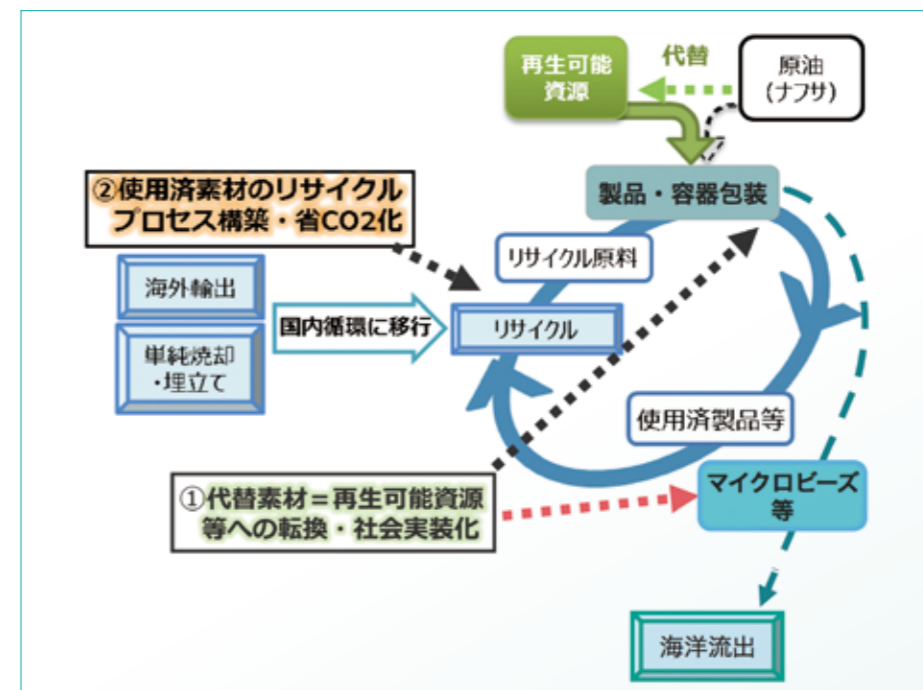 再生可能
資源
代替
原油
(ナフサ)
②使用済素材のリサイクル
プロセス構築・省CO2化
製品・容器包装
リサイクル原料
海外輸出
国内循環に移行
リサイクル
単純焼却
・埋立て
使用済製品等
①代替素材＝再生可能資源
等への転換・社会実装化
マイクロビーズ
等
海洋流出